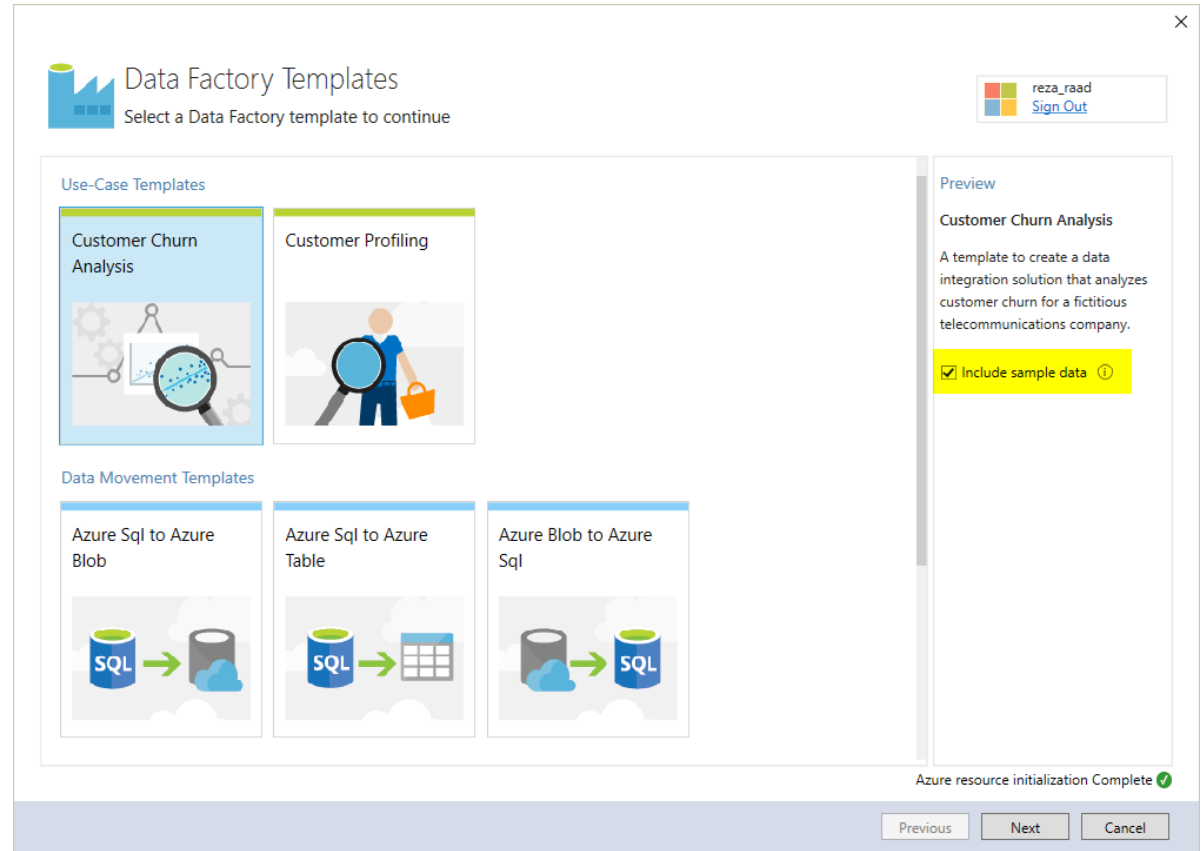 Data Factory Templates
Select a Data Factory template to continue
reza_raad
Sign Out
Use-Case Templates
Customer Churn
Analysis
Customer Profiling
Data Movement Templates
Azure Sql to Azure
Blob
SQL
Azure Sql to Azure
Table
SQL
Azure Blob to Azure
Sql
SQL
Preview
Customer Churn Analysis
A template to create a data
integration solution that analyzes
customer churn for a fictitious
telecommunications company.
Include sample data
Azure resource initialization Complete
Previous
Next
Cancel